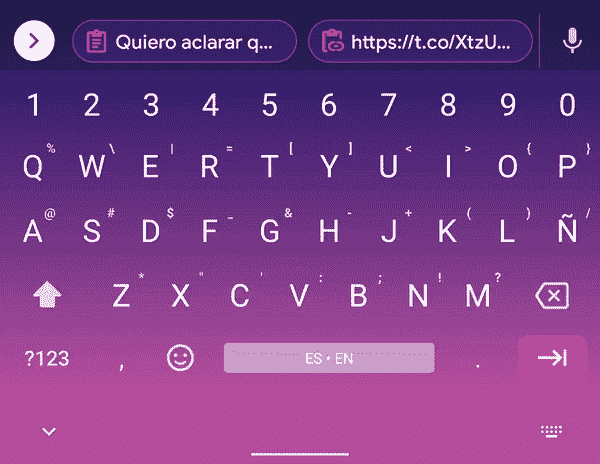 Quiero aclarar q... https://t.co/XtzU...
1 2 3 4 5 6 7 8 9 0
% \ | = [ ] < > { }
Q W E R T Y U I O P
@ # $ _ & - + ( ) /
A S D F G H J K L Ñ
* " ' : ; ! ?
Z X C V B N M
?123 , ES • EN .